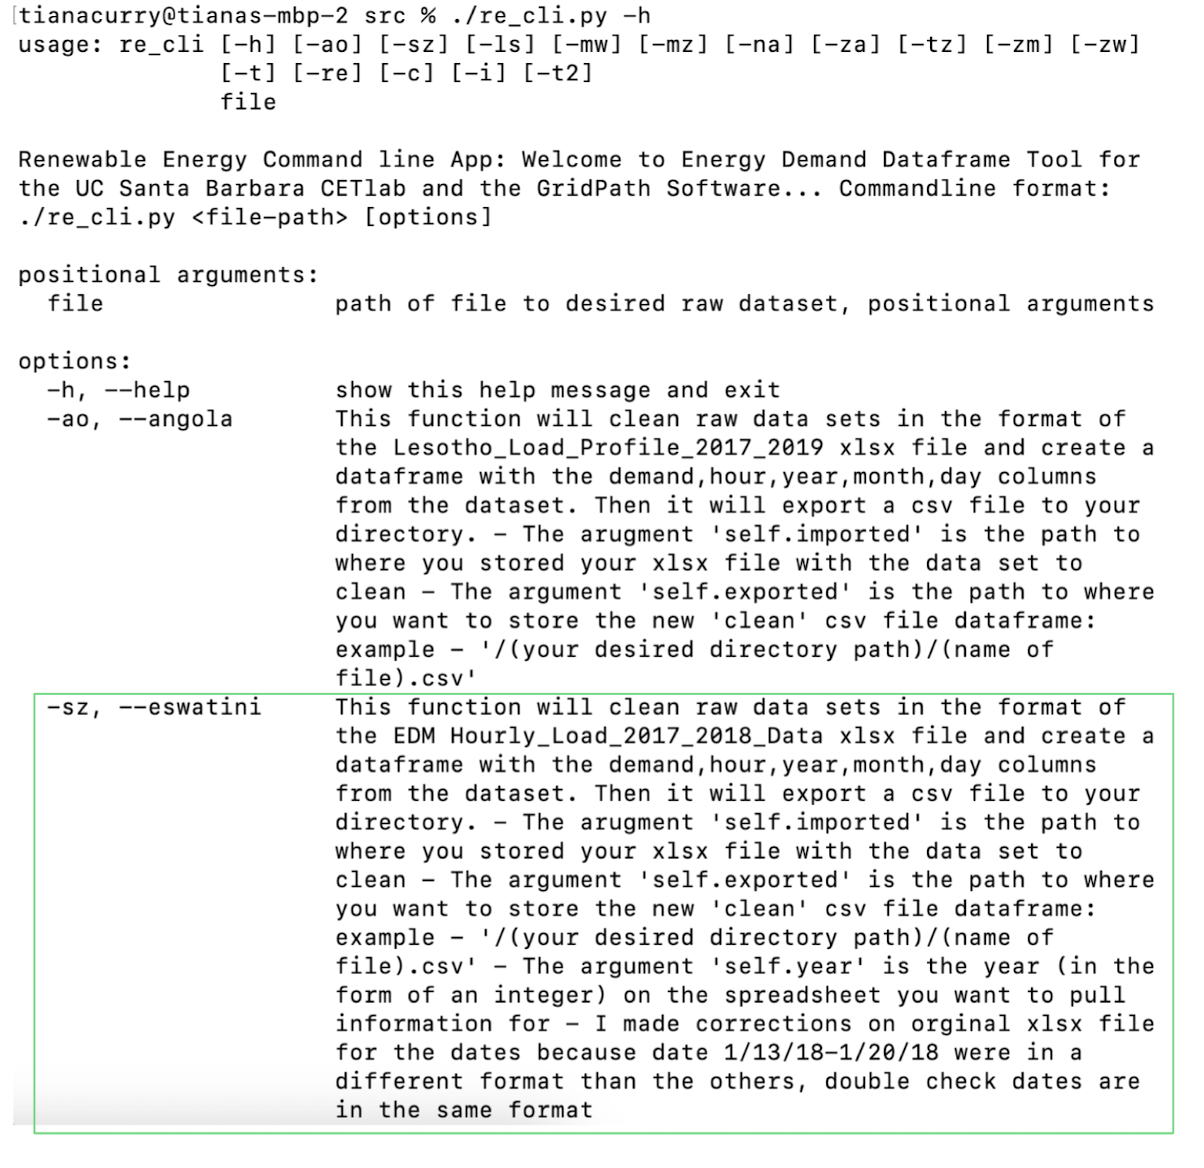 [tianacurry@tianas-mbp-2 src % ./re_cli.py -h
usage: re_cli [-h] [-ao] [-sz] [-ls] [-mw] [-mz] [-na] [-za] [-tz] [-zm] [-zw]
              [-t] [-re] [-c] [-i] [-t2]
              file

Renewable Energy Command line App: Welcome to Energy Demand Dataframe Tool for
the UC Santa Barbara CETlab and the GridPath Software... Commandline format:
./re_cli.py <file-path> [options]

positional arguments:
  file                path of file to desired raw dataset, positional arguments

options:
  -h, --help          show this help message and exit
  -ao, --angola       This function will clean raw data sets in the format of
                      the Lesotho_Load_Profile_2017_2019 xlsx file and create a
                      dataframe with the demand,hour,year,month,day columns
                      from the dataset. Then it will export a csv file to your
                      directory. - The arugment 'self.imported' is the path to
                      where you stored your xlsx file with the data set to
                      clean - The argument 'self.exported' is the path to where
                      you want to store the new 'clean' csv file dataframe:
                      example - '/(your desired directory path)/(name of
                      file).csv'
  -sz, --eswatini     This function will clean raw data sets in the format of
                      the EDM Hourly_Load_2017_2018_Data xlsx file and create a
                      dataframe with the demand,hour,year,month,day columns
                      from the dataset. Then it will export a csv file to your
                      directory. - The arugment 'self.imported' is the path to
                      where you stored your xlsx file with the data set to
                      clean - The argument 'self.exported' is the path to where
                      you want to store the new 'clean' csv file dataframe:
                      example - '/(your desired directory path)/(name of
                      file).csv' - The argument 'self.year' is the year (in the
                      form of an integer) on the spreadsheet you want to pull
                      information for - I made corrections on orginal xlsx file
                      for the dates because date 1/13/18-1/20/18 were in a
                      different format than the others, double check dates are
                      in the same format